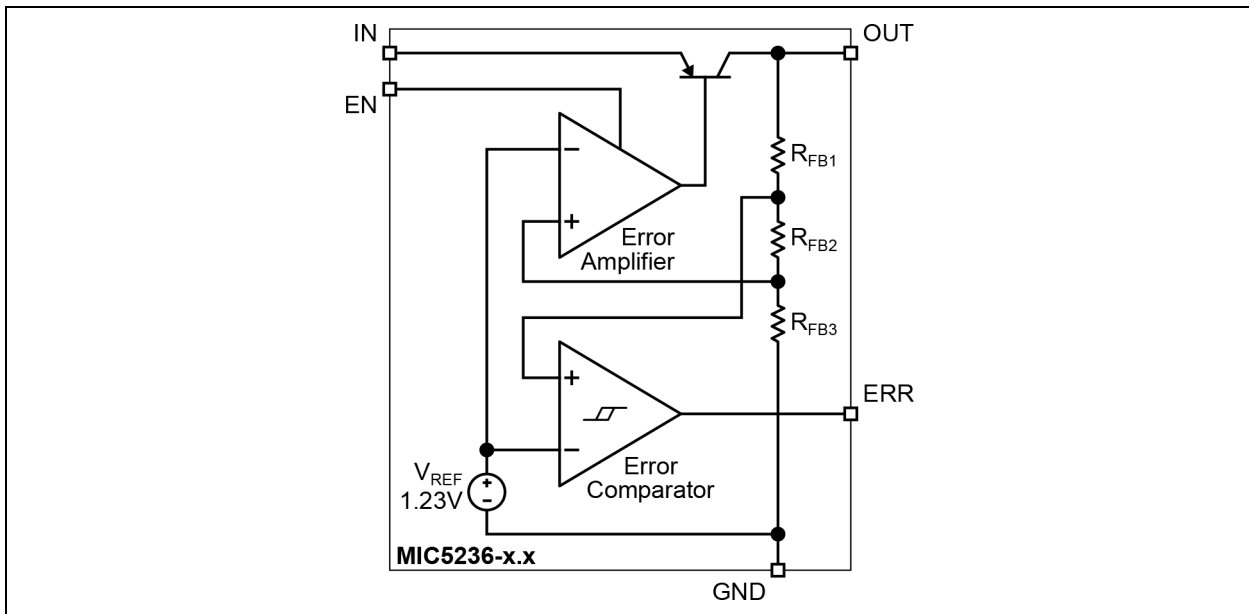 IN
OUT
EN
−
+
Error
Amplifier
RFB1
RFB2
RFB3
+
−
Error
Comparator
ERR
VREF
1.23V
+
−
MIC5236-x.x
GND